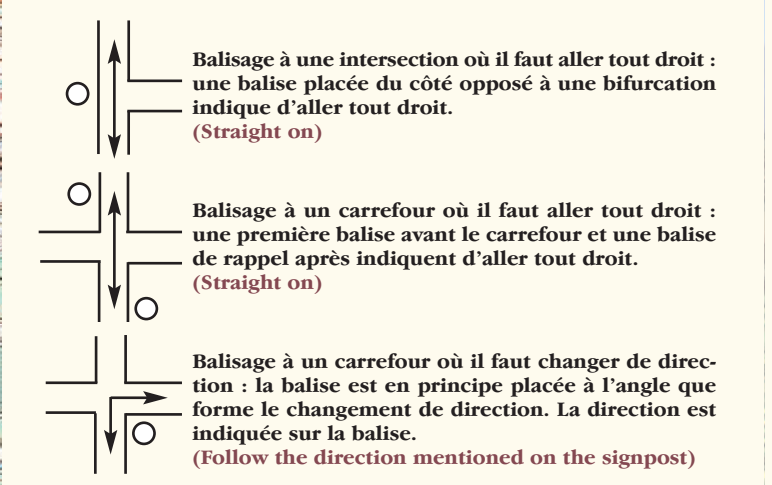 Balisage à une intersection où il faut aller tout droit :
une balise placée du côté opposé à une bifurcation
indique d'aller tout droit.
(Straight on)
Balisage à un carrefour où il faut aller tout droit :
une première balise avant le carrefour et une balise
de rappel après indiquent d'aller tout droit.
(Straight on)
Balisage à un carrefour où il faut changer de direc-
tion : la balise est en principe placée à l'angle que
forme le changement de direction. La direction est
indiquée sur la balise.
(Follow the direction mentioned on the signpost)